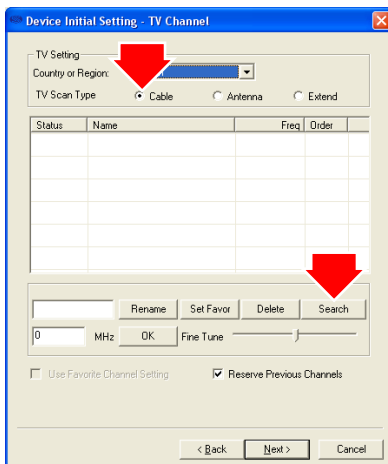 Device Initial Setting - TV Channel
TV Setting
Country or Region:
TV Scan Type Cable Antenna Extend
Status Name Freq Order
Rename Set Favor Delete Search
0 MHz OK Fine Tune
Use Favorite Channel Setting Reserve Previous Channels
< Back Next > Cancel